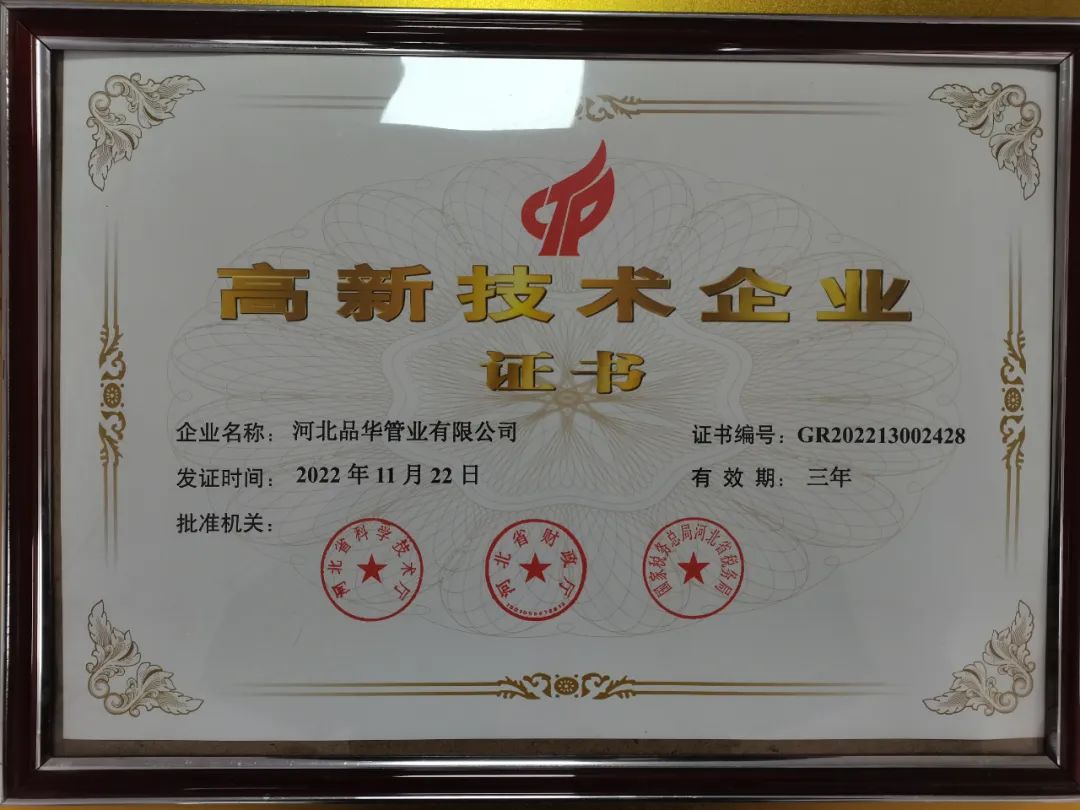 高新技术企业
证书
企业名称：河北品华管业有限公司
证书编号：GR202213002428
发证时间：2022年11月22日
有效期：三年
批准机关：
河北省科学技术厅
河北省财政厅
国家税务总局河北省税务局